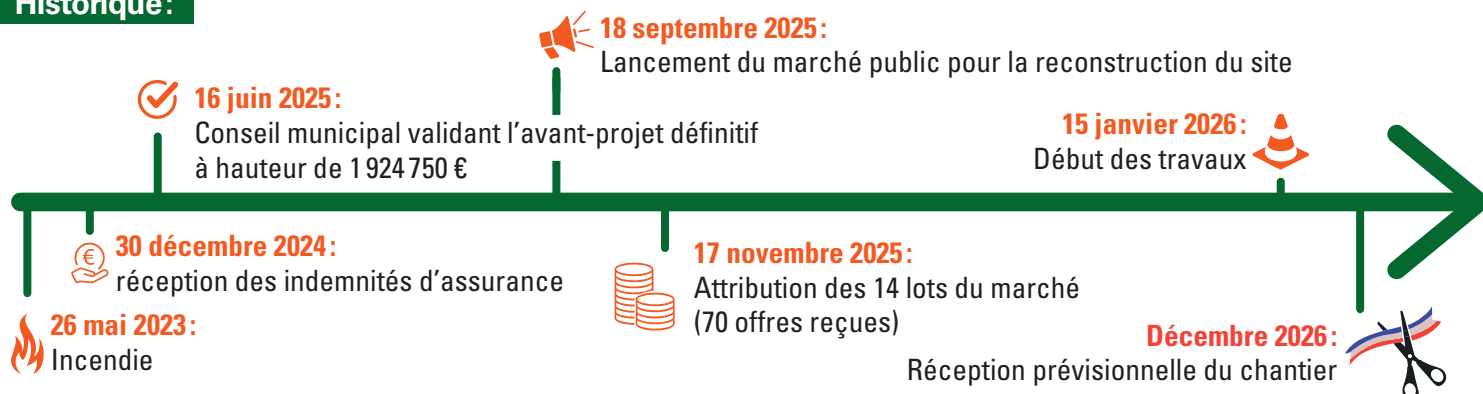 Historique:
18 septembre 2025:
Lancement du marché public pour la reconstruction du site
16 juin 2025:
Conseil municipal validant l'avant-projet définitif
à hauteur de 1 924 750 €
15 janvier 2026:
Début des travaux
30 décembre 2024:
réception des indemnités d'assurance
17 novembre 2025:
Attribution des 14 lots du marché
(70 offres reçues)
26 mai 2023:
Incendie
Décembre 2026:
Réception prévisionnelle du chantier